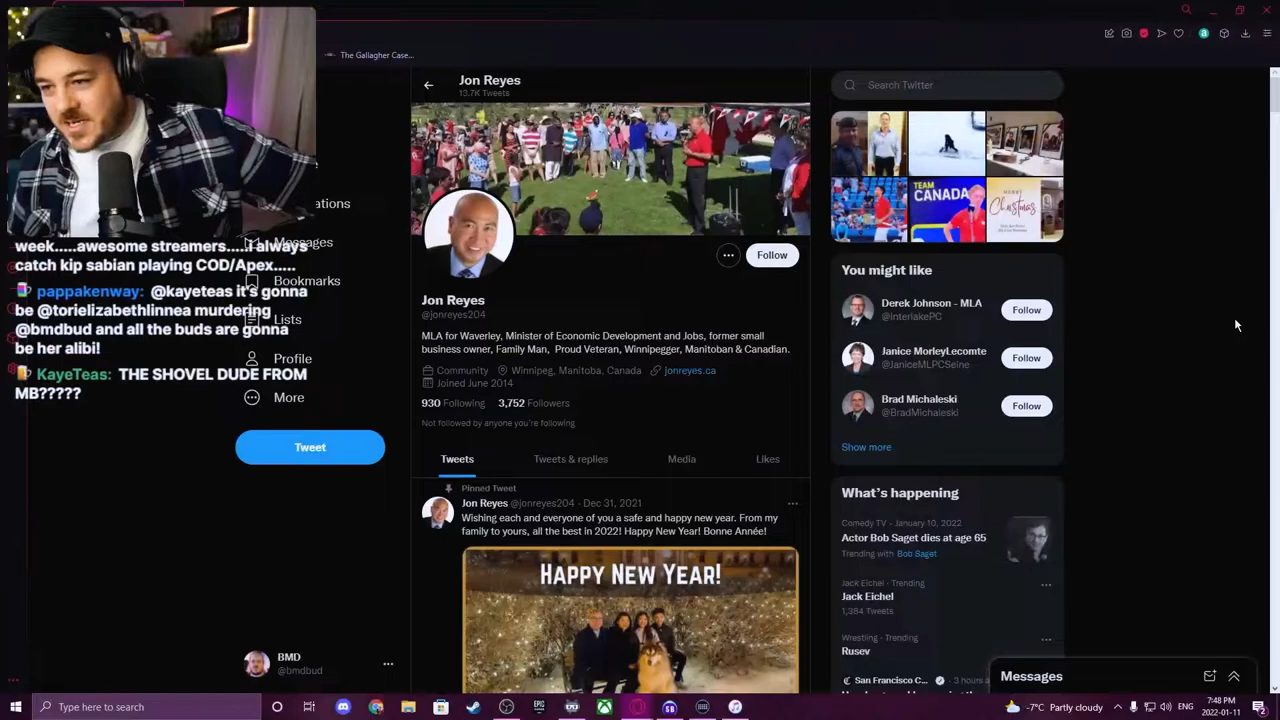 The Gallagher Case...
week.....awesome streamers.....I always
catch kip sabian playing COD/Apex.....
pappakenway: @kayeteas it's gonna
be @torielizabethlinnea murdering
@bmdbud and all the buds are gonna
be her alibi!
KayeTeas: THE SHOVEL DUDE FROM
MB?????
Messages
Bookmarks
Lists
Profile
More
Tweet
BMD
@bmdbud
Jon Reyes
13.7K Tweets
Follow
Jon Reyes
@jonreyes204
MLA for Waverley, Minister of Economic Development and Jobs, former small
business owner, Family Man, Proud Veteran, Winnipegger, Manitoban & Canadian.
Community Winnipeg, Manitoba, Canada jonreyes.ca
Joined June 2014
930 Following 3,752 Followers
Not followed by anyone you're following
Tweets Tweets & replies Media Likes
Pinned Tweet
Jon Reyes @jonreyes204 · Dec 31, 2021
Wishing each and everyone of you a safe and happy new year. From my
family to yours, all the best in 2022! Happy New Year! Bonne Année!
HAPPY NEW YEAR!
Search Twitter
TEAM
CANADA
MERRY
Christmas
You might like
Derek Johnson - MLA
@InterlakePC
Follow
Janice MorleyLecomte
@JaniceMLPCSeine
Follow
Brad Michaleski
@BradMichaleski
Follow
Show more
What's happening
Comedy TV · January 10, 2022
Actor Bob Saget dies at age 65
Trending with Bob Saget
Jack Eichel · Trending
Jack Eichel
1,384 Tweets
Wrestling · Trending
Rusev
San Francisco C... · 3 hours a
Messages
Type here to search
-7°C Partly cloudy
ENG
7:48 PM
2022-01-11